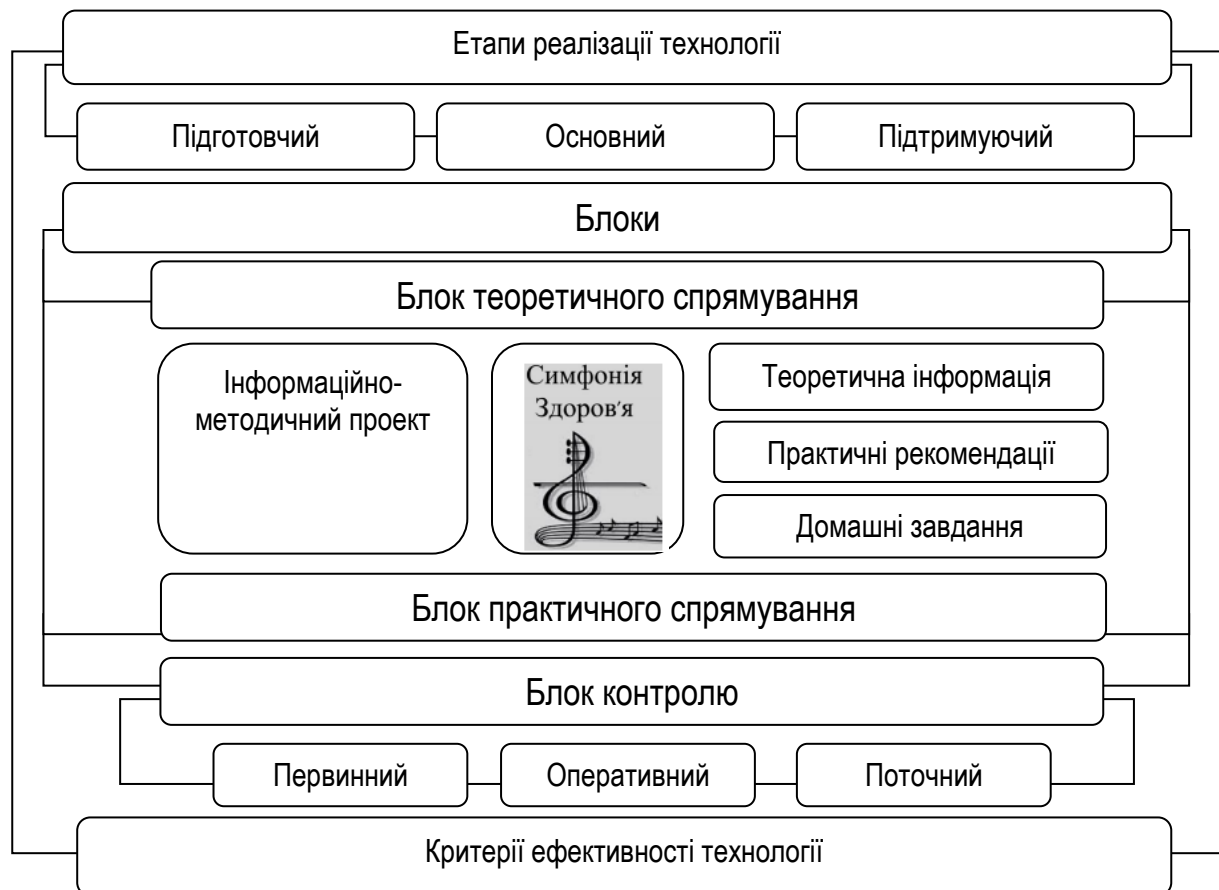 Етапи реалізації технології
Підготовчий
Основний
Підтримуючий
Блоки
Блок теоретичного спрямування
Інформаційно-
методичний проект
Симфонія
Здоров'я
Теоретична інформація
Практичні рекомендації
Домашні завдання
Блок практичного спрямування
Блок контролю
Первинний
Оперативний
Поточний
Критерії ефективності технології